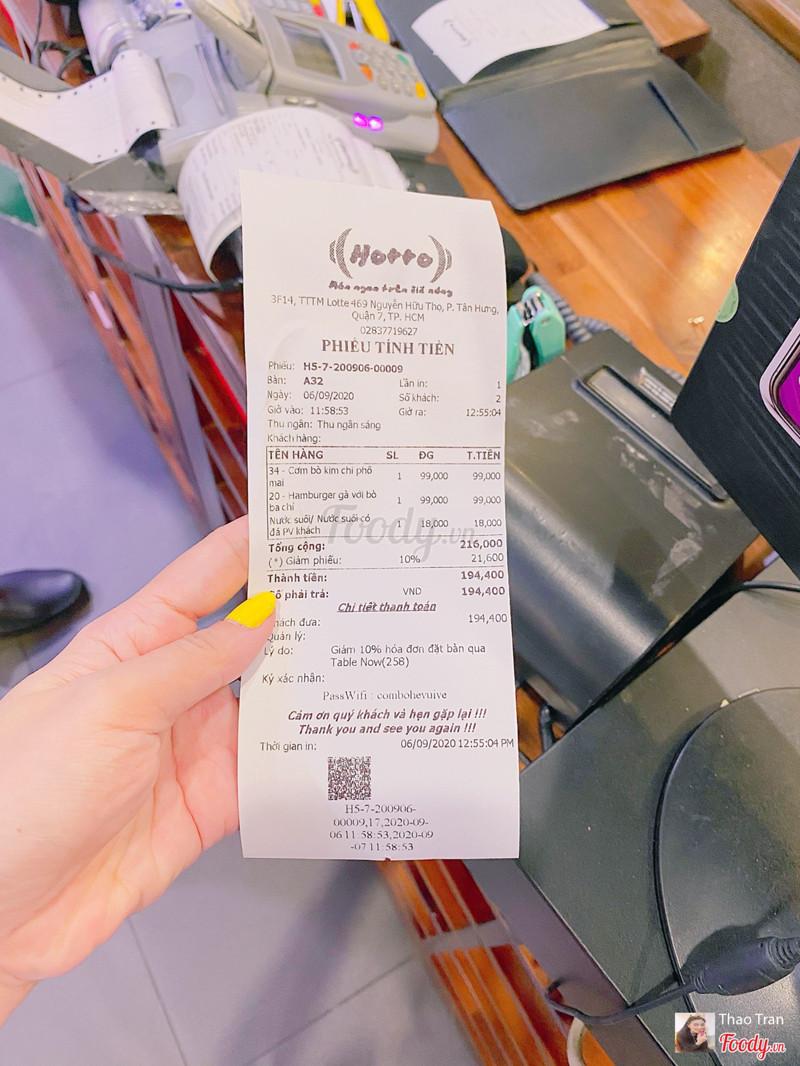 Hotto
Món ngon trên đĩa nóng
3F14, TTTM Lotte 469 Nguyễn Hữu Thọ, P. Tân Hưng,
Quận 7, TP. HCM
02837719627
PHIẾU TÍNH TIỀN
Phiếu: H5-7-200906-00009
Bàn: A32 Lần in: 1
Ngày: 06/09/2020 Số khách: 2
Giờ vào: 11:58:53 Giờ ra: 12:55:04
Thu ngân: Thu ngân sáng
Khách hàng:
TÊN HÀNG SL ĐG T.TIỀN
34 - Cơm bò kim chi phô
mai 1 99,000 99,000
20 - Hamburger gà với bò
ba chỉ 1 99,000 99,000
Nước suối/ Nước suối có
đá PV khách 1 18,000 18,000
Tổng cộng: 216,000
(*) Giảm phiếu: 10% 21,600
Thành tiền: 194,400
Số phải trả: VND 194,400
Chi tiết thanh toán
Khách đưa: 194,400
Quản lý:
Lý do: Giảm 10% hóa đơn đặt bàn qua
Table Now(258)
Ký xác nhận:
PassWifi : combohevuive
Cảm ơn quý khách và hẹn gặp lại !!!
Thank you and see you again !!!
Thời gian in: 06/09/2020 12:55:04 PM
H5-7-200906-
00009,17,2020-09-
06 11:58:53,2020-09
-07 11:58:53
Foody.vn
Thao Tran
Foody.vn